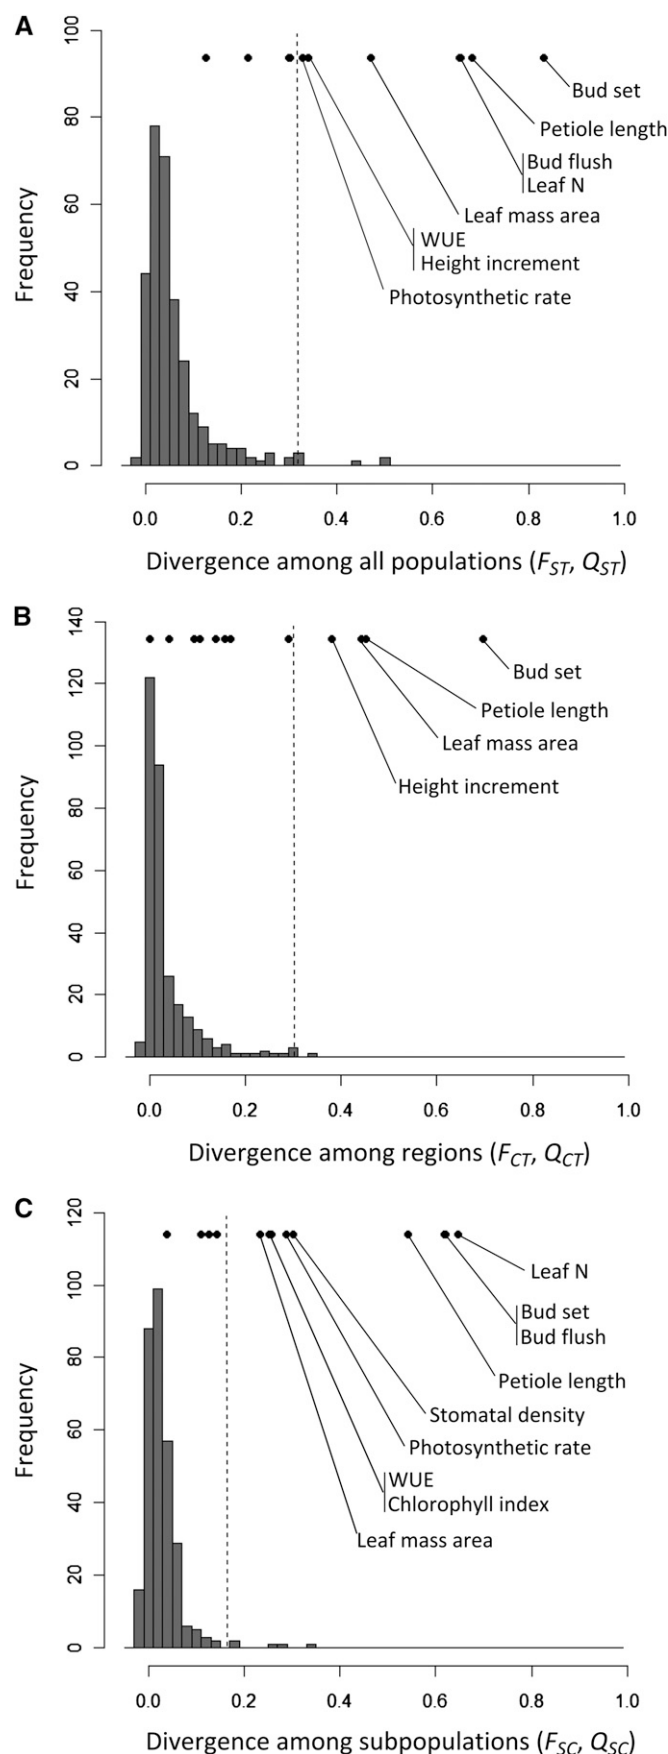 A
100
80
60
40
20
0
Frequency
Bud set
Petiole length
Bud flush
Leaf N
Leaf mass area
WUE
Height increment
Photosynthetic rate
0.0 0.2 0.4 0.6 0.8 1.0
Divergence among all populations (FST, QST)
B
140
120
100
80
60
40
20
0
Frequency
Bud set
Petiole length
Leaf mass area
Height increment
0.0 0.2 0.4 0.6 0.8 1.0
Divergence among regions (FCT, QCT)
C
120
100
80
60
40
20
0
Frequency
Leaf N
Bud set
Bud flush
Petiole length
Stomatal density
Photosynthetic rate
WUE
Chlorophyll index
Leaf mass area
0.0 0.2 0.4 0.6 0.8 1.0
Divergence among subpopulations (FSC, QSC)